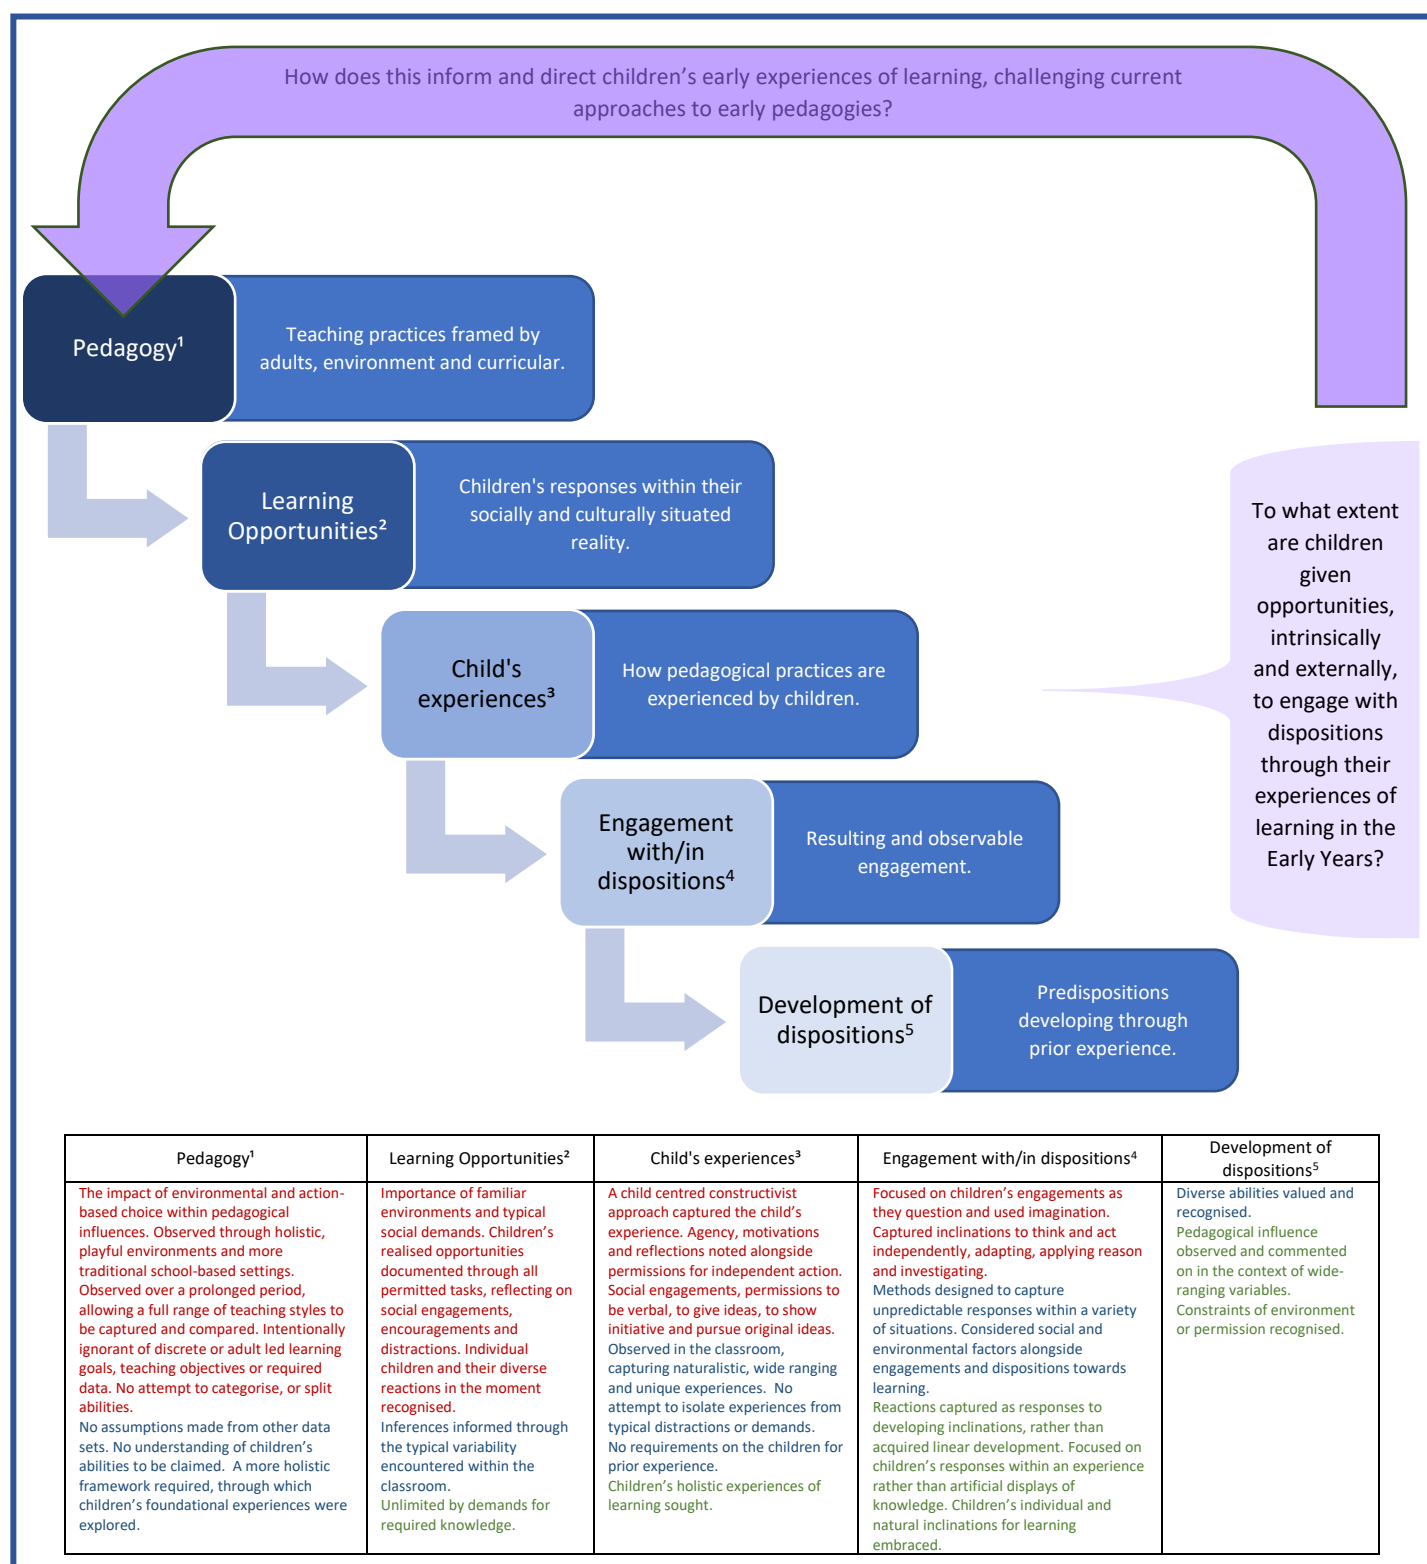 How does this inform and direct children’s early experiences of learning, challenging current
approaches to early pedagogies?
Pedagogy¹
Teaching practices framed by
adults, environment and curricular.
Learning
Opportunities²
Children's responses within their
socially and culturally situated
reality.
Child's
experiences³
How pedagogical practices are
experienced by children.
Engagement
with/in
dispositions⁴
Resulting and observable
engagement.
Development of
dispositions⁵
Predispositions
developing through
prior experience.
To what extent
are children
given
opportunities,
intrinsically
and externally,
to engage with
dispositions
through their
experiences of
learning in the
Early Years?
Pedagogy¹
The impact of environmental and action-
based choice within pedagogical
influences. Observed through holistic,
playful environments and more
traditional school-based settings.
Observed over a prolonged period,
allowing a full range of teaching styles to
be captured and compared. Intentionally
ignorant of discrete or adult led learning
goals, teaching objectives or required
data. No attempt to categorise, or split
abilities.
No assumptions made from other data
sets. No understanding of children’s
abilities to be claimed.  A more holistic
framework required, through which
children’s foundational experiences were
explored.
Learning Opportunities²
Importance of familiar
environments and typical
social demands. Children’s
realised opportunities
documented through all
permitted tasks, reflecting on
social engagements,
encouragements and
distractions. Individual
children and their diverse
reactions in the moment
recognised.
Inferences informed through
the typical variability
encountered within the
classroom.
Unlimited by demands for
required knowledge.
Child's experiences³
A child centred constructivist
approach captured the child’s
experience. Agency, motivations
and reflections noted alongside
permissions for independent action.
Social engagements, permissions to
be verbal, to give ideas, to show
initiative and pursue original ideas.
Observed in the classroom,
capturing naturalistic, wide ranging
and unique experiences.  No
attempt to isolate experiences from
typical distractions or demands.
No requirements on the children for
prior experience.
Children’s holistic experiences of
learning sought.
Engagement with/in dispositions⁴
Focused on children’s engagements as
they question and used imagination.
Captured inclinations to think and act
independently, adapting, applying reason
and investigating.
Methods designed to capture
unpredictable responses within a variety
of situations. Considered social and
environmental factors alongside
engagements and dispositions towards
learning.
Reactions captured as responses to
developing inclinations, rather than
acquired linear development. Focused on
children’s responses within an experience
rather than artificial displays of
knowledge. Children’s individual and
natural inclinations for learning
embraced.
Development of
dispositions⁵
Diverse abilities valued and
recognised.
Pedagogical influence
observed and commented
on in the context of wide-
ranging variables.
Constraints of environment
or permission recognised.